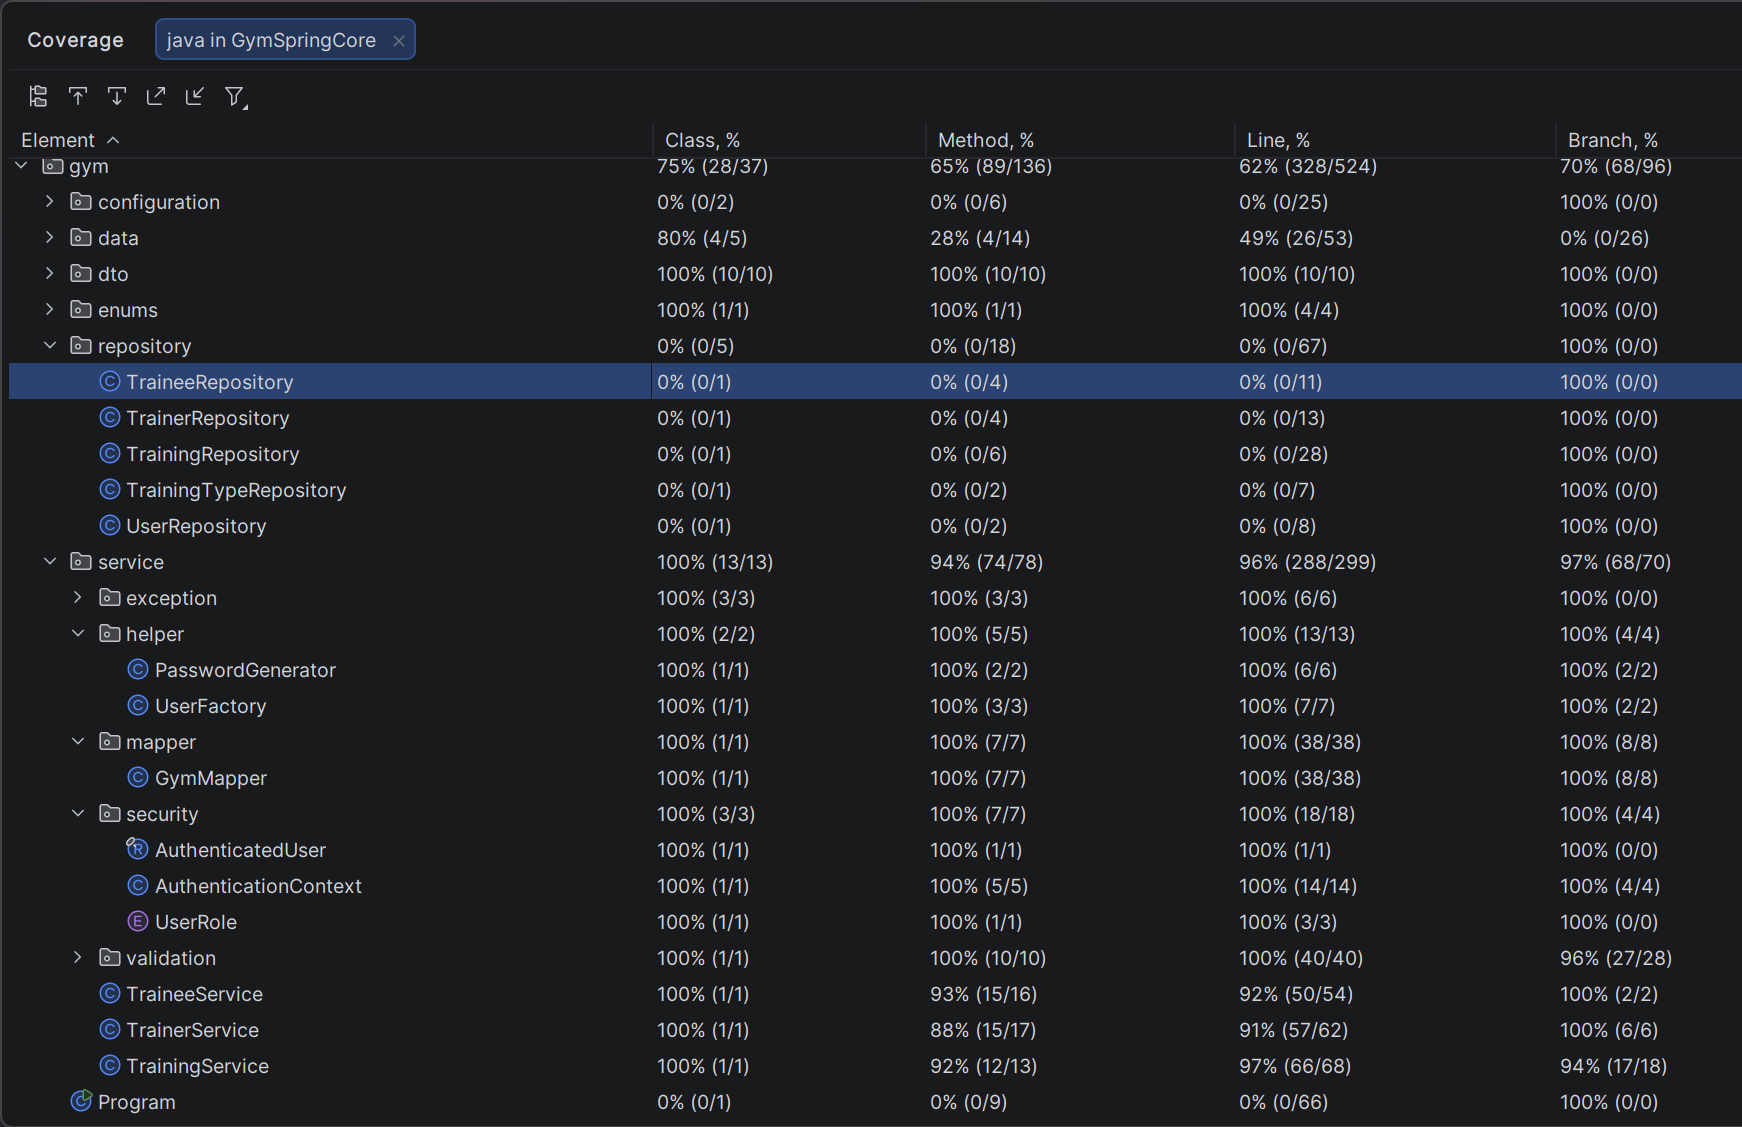 Coverage java in GymSpringCore
Element Class, % Method, % Line, % Branch, %
gym 75% (28/37) 65% (89/136) 62% (328/524) 70% (68/96)
configuration 0% (0/2) 0% (0/6) 0% (0/25) 100% (0/0)
data 80% (4/5) 28% (4/14) 49% (26/53) 0% (0/26)
dto 100% (10/10) 100% (10/10) 100% (10/10) 100% (0/0)
enums 100% (1/1) 100% (1/1) 100% (4/4) 100% (0/0)
repository 0% (0/5) 0% (0/18) 0% (0/67) 100% (0/0)
TraineeRepository 0% (0/1) 0% (0/4) 0% (0/11) 100% (0/0)
TrainerRepository 0% (0/1) 0% (0/4) 0% (0/13) 100% (0/0)
TrainingRepository 0% (0/1) 0% (0/6) 0% (0/28) 100% (0/0)
TrainingTypeRepository 0% (0/1) 0% (0/2) 0% (0/7) 100% (0/0)
UserRepository 0% (0/1) 0% (0/2) 0% (0/8) 100% (0/0)
service 100% (13/13) 94% (74/78) 96% (288/299) 97% (68/70)
exception 100% (3/3) 100% (3/3) 100% (6/6) 100% (0/0)
helper 100% (2/2) 100% (5/5) 100% (13/13) 100% (4/4)
PasswordGenerator 100% (1/1) 100% (2/2) 100% (6/6) 100% (2/2)
UserFactory 100% (1/1) 100% (3/3) 100% (7/7) 100% (2/2)
mapper 100% (1/1) 100% (7/7) 100% (38/38) 100% (8/8)
GymMapper 100% (1/1) 100% (7/7) 100% (38/38) 100% (8/8)
security 100% (3/3) 100% (7/7) 100% (18/18) 100% (4/4)
AuthenticatedUser 100% (1/1) 100% (1/1) 100% (1/1) 100% (0/0)
AuthenticationContext 100% (1/1) 100% (5/5) 100% (14/14) 100% (4/4)
UserRole 100% (1/1) 100% (1/1) 100% (3/3) 100% (0/0)
validation 100% (1/1) 100% (10/10) 100% (40/40) 96% (27/28)
TraineeService 100% (1/1) 93% (15/16) 92% (50/54) 100% (2/2)
TrainerService 100% (1/1) 88% (15/17) 91% (57/62) 100% (6/6)
TrainingService 100% (1/1) 92% (12/13) 97% (66/68) 94% (17/18)
Program 0% (0/1) 0% (0/9) 0% (0/66) 100% (0/0)